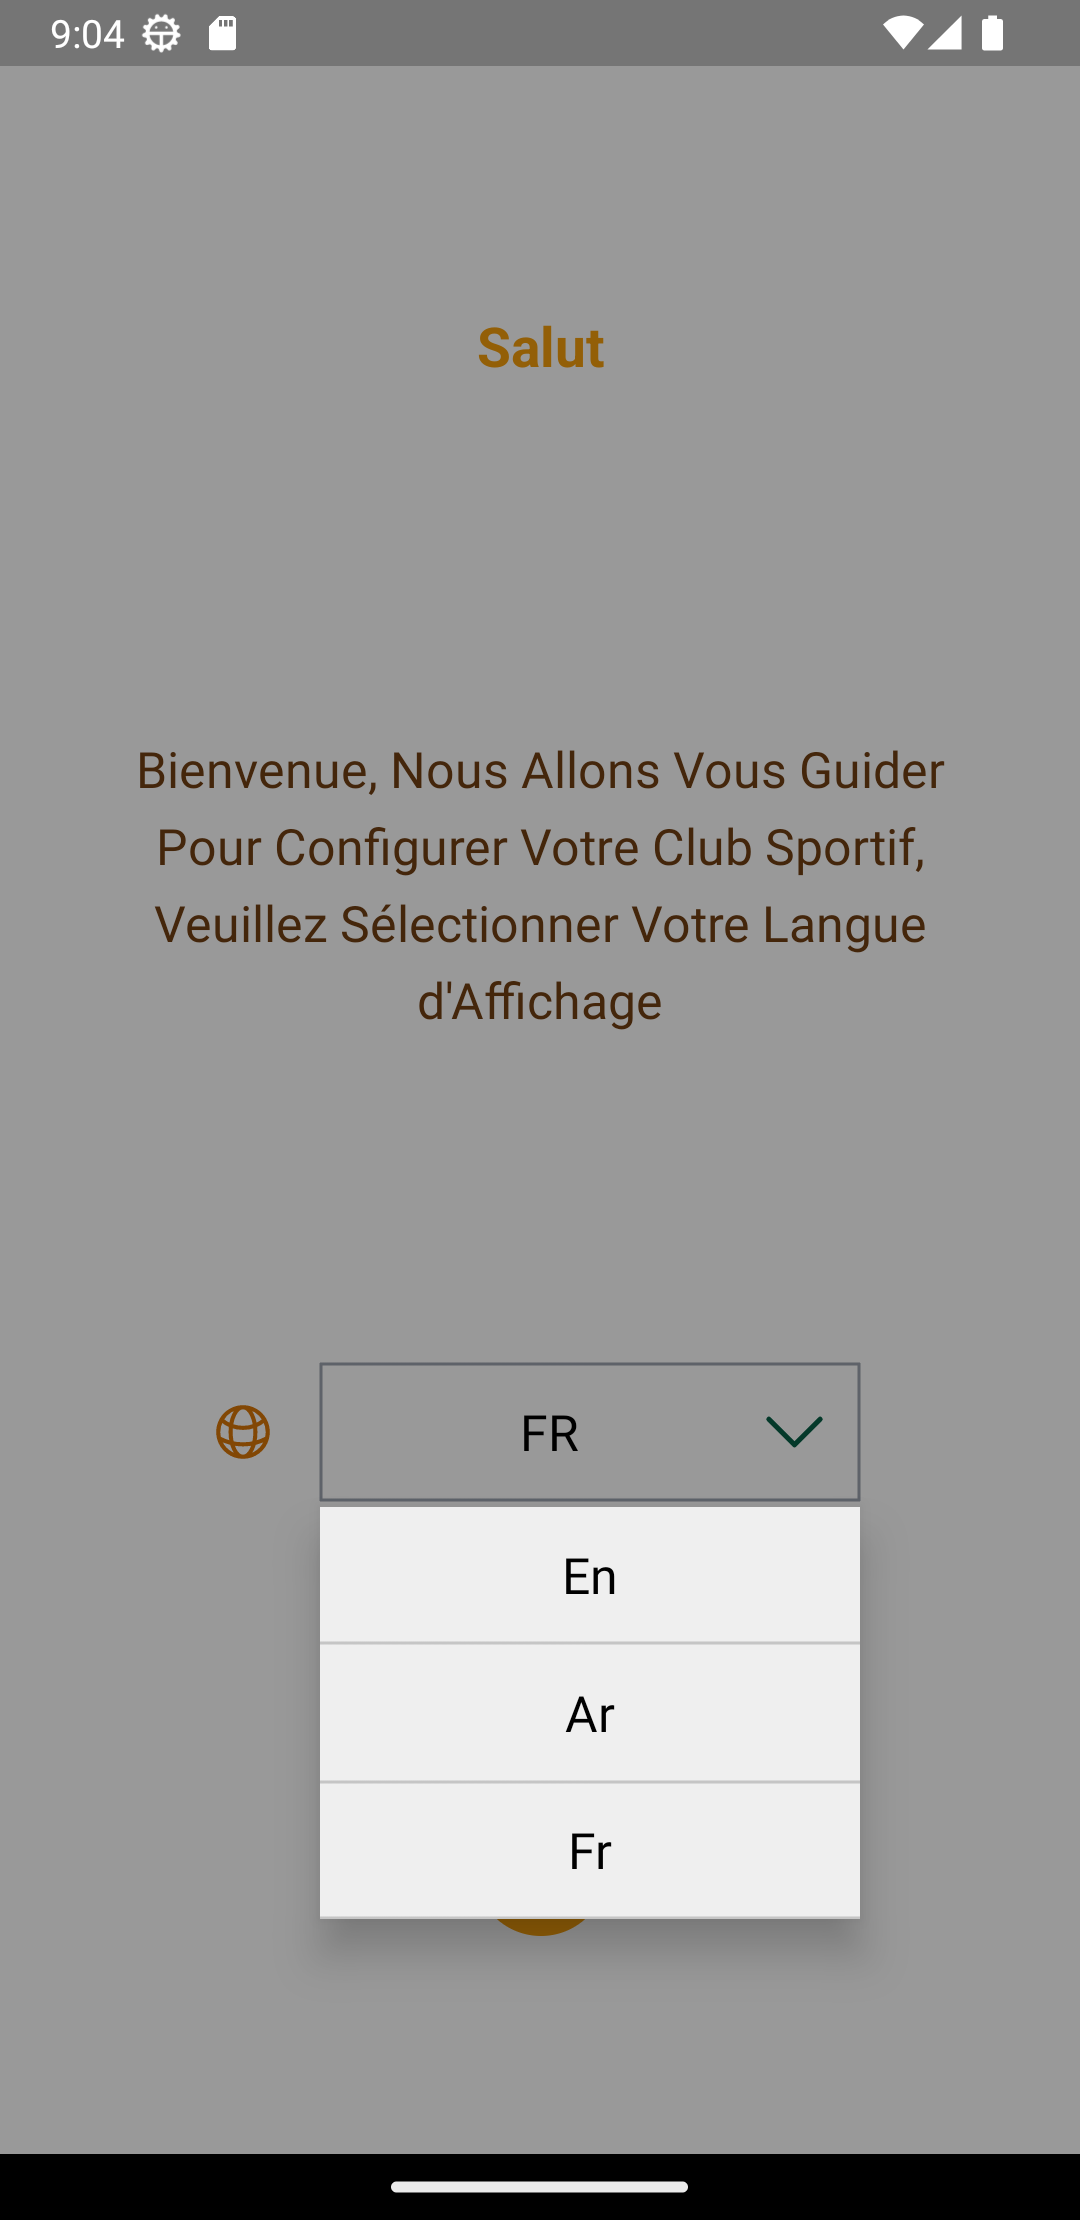 9:04
Salut
Bienvenue, Nous Allons Vous Guider
Pour Configurer Votre Club Sportif,
Veuillez Sélectionner Votre Langue
d'Affichage
FR
En
Ar
Fr